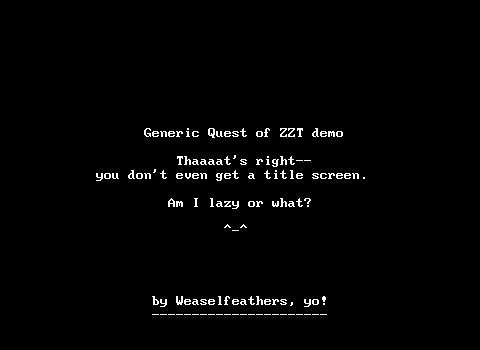 Generic Quest of ZZT demo
Thaaaat's right--
you don't even get a title screen.
Am I lazy or what?
^_^
by Weaselfeathers, yo!
----------------------